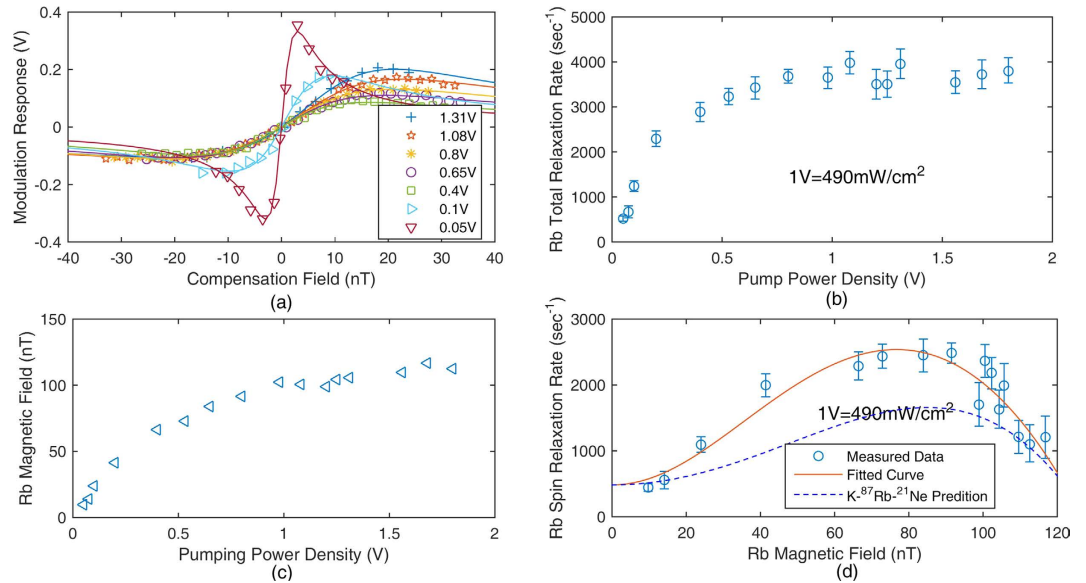 0.4
0.2
0
-0.2
-0.4
Modulation Response (V)
1.31V
1.08V
0.8V
0.65V
0.4V
0.1V
0.05V
-40 -30 -20 -10 0 10 20 30 40
Compensation Field (nT)
(a)
5000
4000
3000
2000
1000
0
Rb Total Relaxation Rate (sec-1)
1V=490mW/cm2
0 0.5 1 1.5 2
Pump Power Density (V)
(b)
150
100
50
0
Rb Magnetic Field (nT)
0 0.5 1 1.5 2
Pumping Power Density (V)
(c)
3000
2000
1000
0
Rb Spin Relaxation Rate (sec-1)
1V=490mW/cm2
Measured Data
Fitted Curve
K-87Rb-21Ne Predition
0 20 40 60 80 100 120
Rb Magnetic Field (nT)
(d)